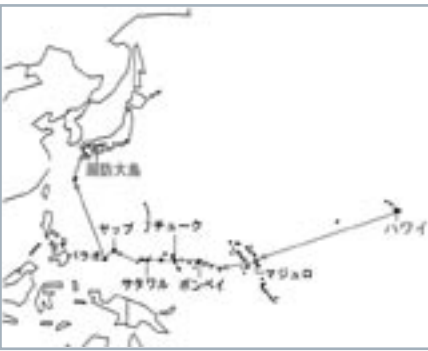 周防大島
ハワイ
ヤップ
チューク
パラオ
サタワル
ポンペイ
マジュロ